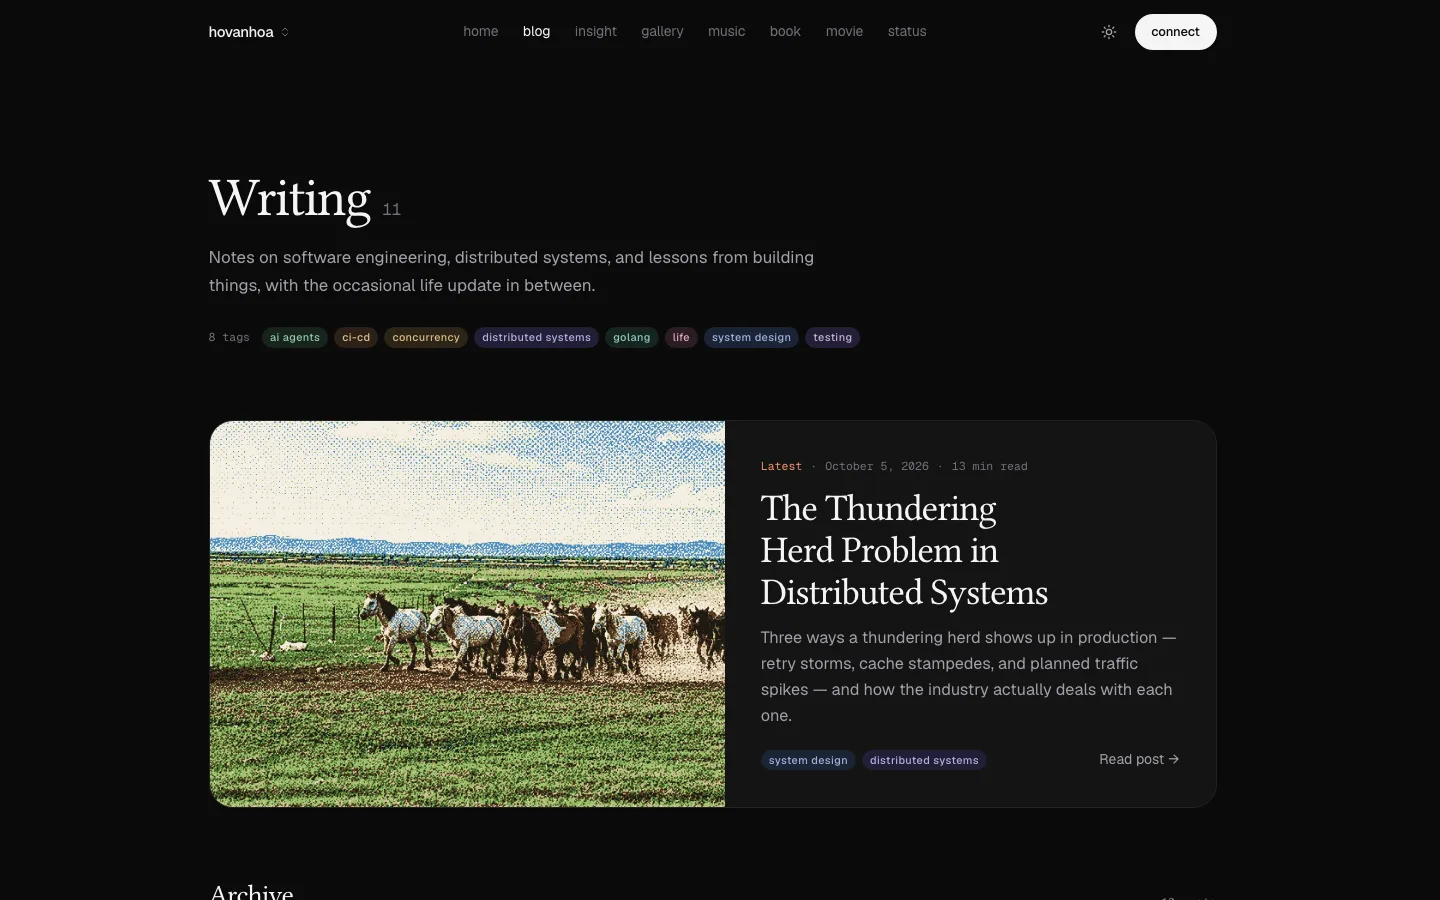 hovanhoa
home blog insight gallery music book movie status
connect
Writing 11
Notes on software engineering, distributed systems, and lessons from building
things, with the occasional life update in between.
8 tags ai agents ci-cd concurrency distributed systems golang life system design testing
Latest · October 5, 2026 · 13 min read
The Thundering
Herd Problem in
Distributed Systems
Three ways a thundering herd shows up in production —
retry storms, cache stampedes, and planned traffic
spikes — and how the industry actually deals with each
one.
system design distributed systems
Read post →
Archive